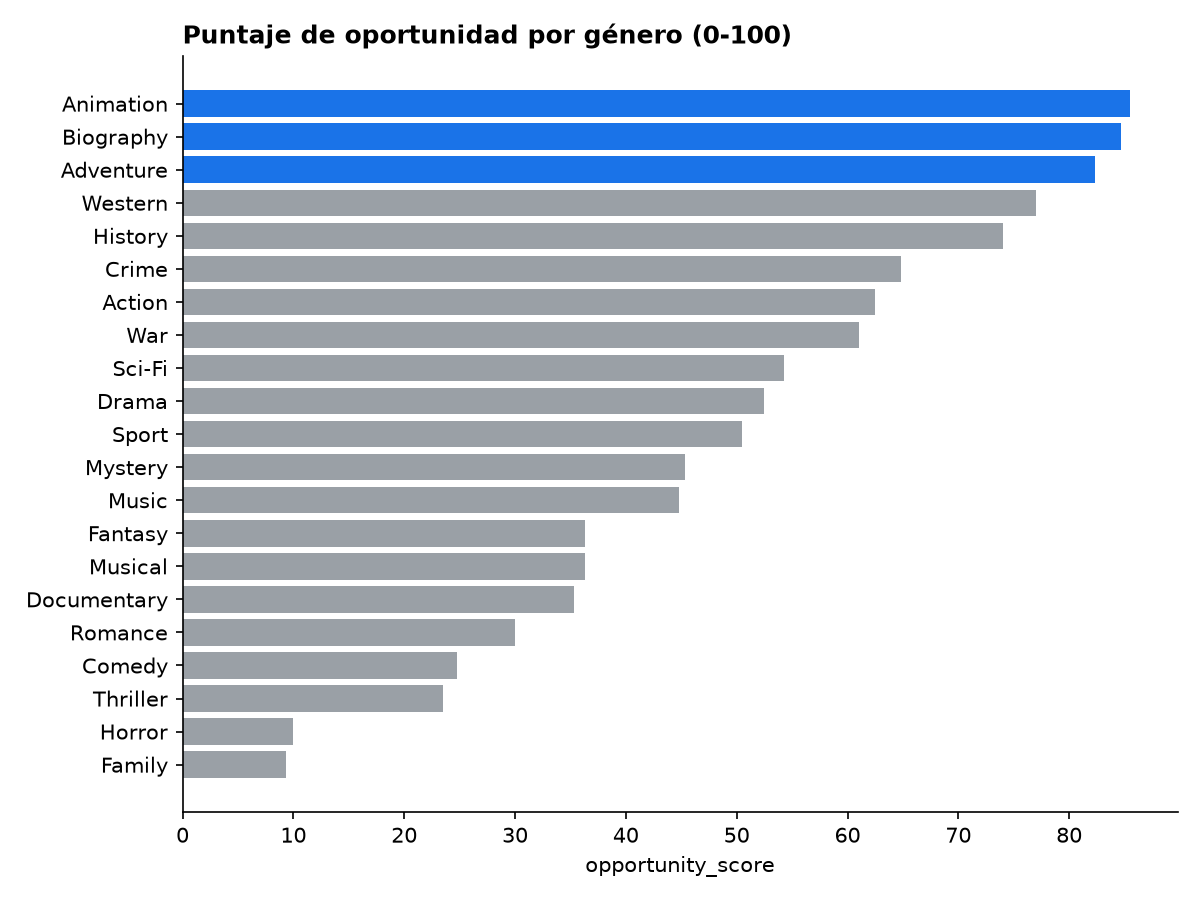 Puntaje de oportunidad por género (0-100)
Animation
Biography
Adventure
Western
History
Crime
Action
War
Sci-Fi
Drama
Sport
Mystery
Music
Fantasy
Musical
Documentary
Romance
Comedy
Thriller
Horror
Family
0 10 20 30 40 50 60 70 80
opportunity_score